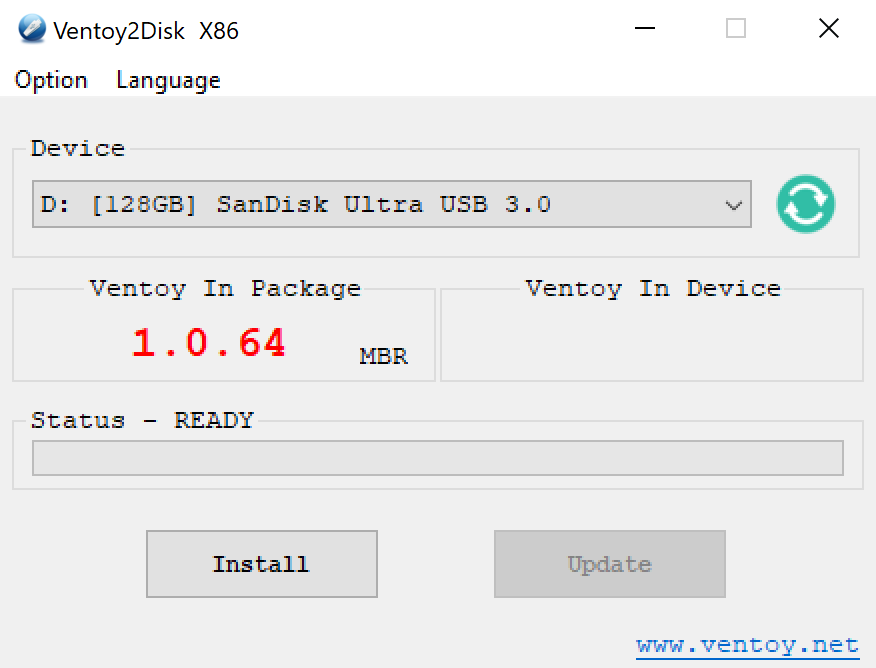 Ventoy2Disk X86
Option Language
Device
D: [128GB] SanDisk Ultra USB 3.0
Ventoy In Package Ventoy In Device
1.0.64 MBR
Status - READY
Install Update
www.ventoy.net